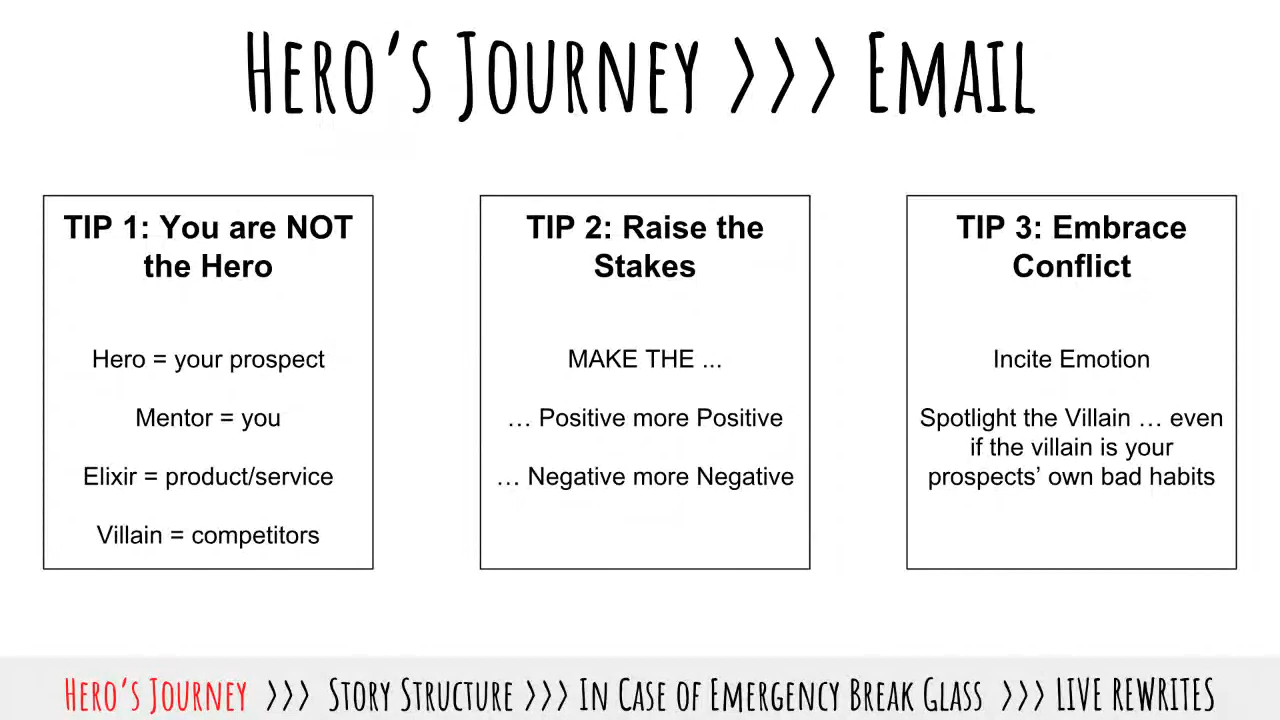 HERO'S JOURNEY >>> EMAIL
TIP 1: You are NOT
the Hero
Hero = your prospect
Mentor = you
Elixir = product/service
Villain = competitors
TIP 2: Raise the
Stakes
MAKE THE ...
… Positive more Positive
… Negative more Negative
TIP 3: Embrace
Conflict
Incite Emotion
Spotlight the Villain … even
if the villain is your
prospects’ own bad habits
HERO'S JOURNEY >>> STORY STRUCTURE >>> IN CASE OF EMERGENCY BREAK GLASS >>> LIVE REWRITES